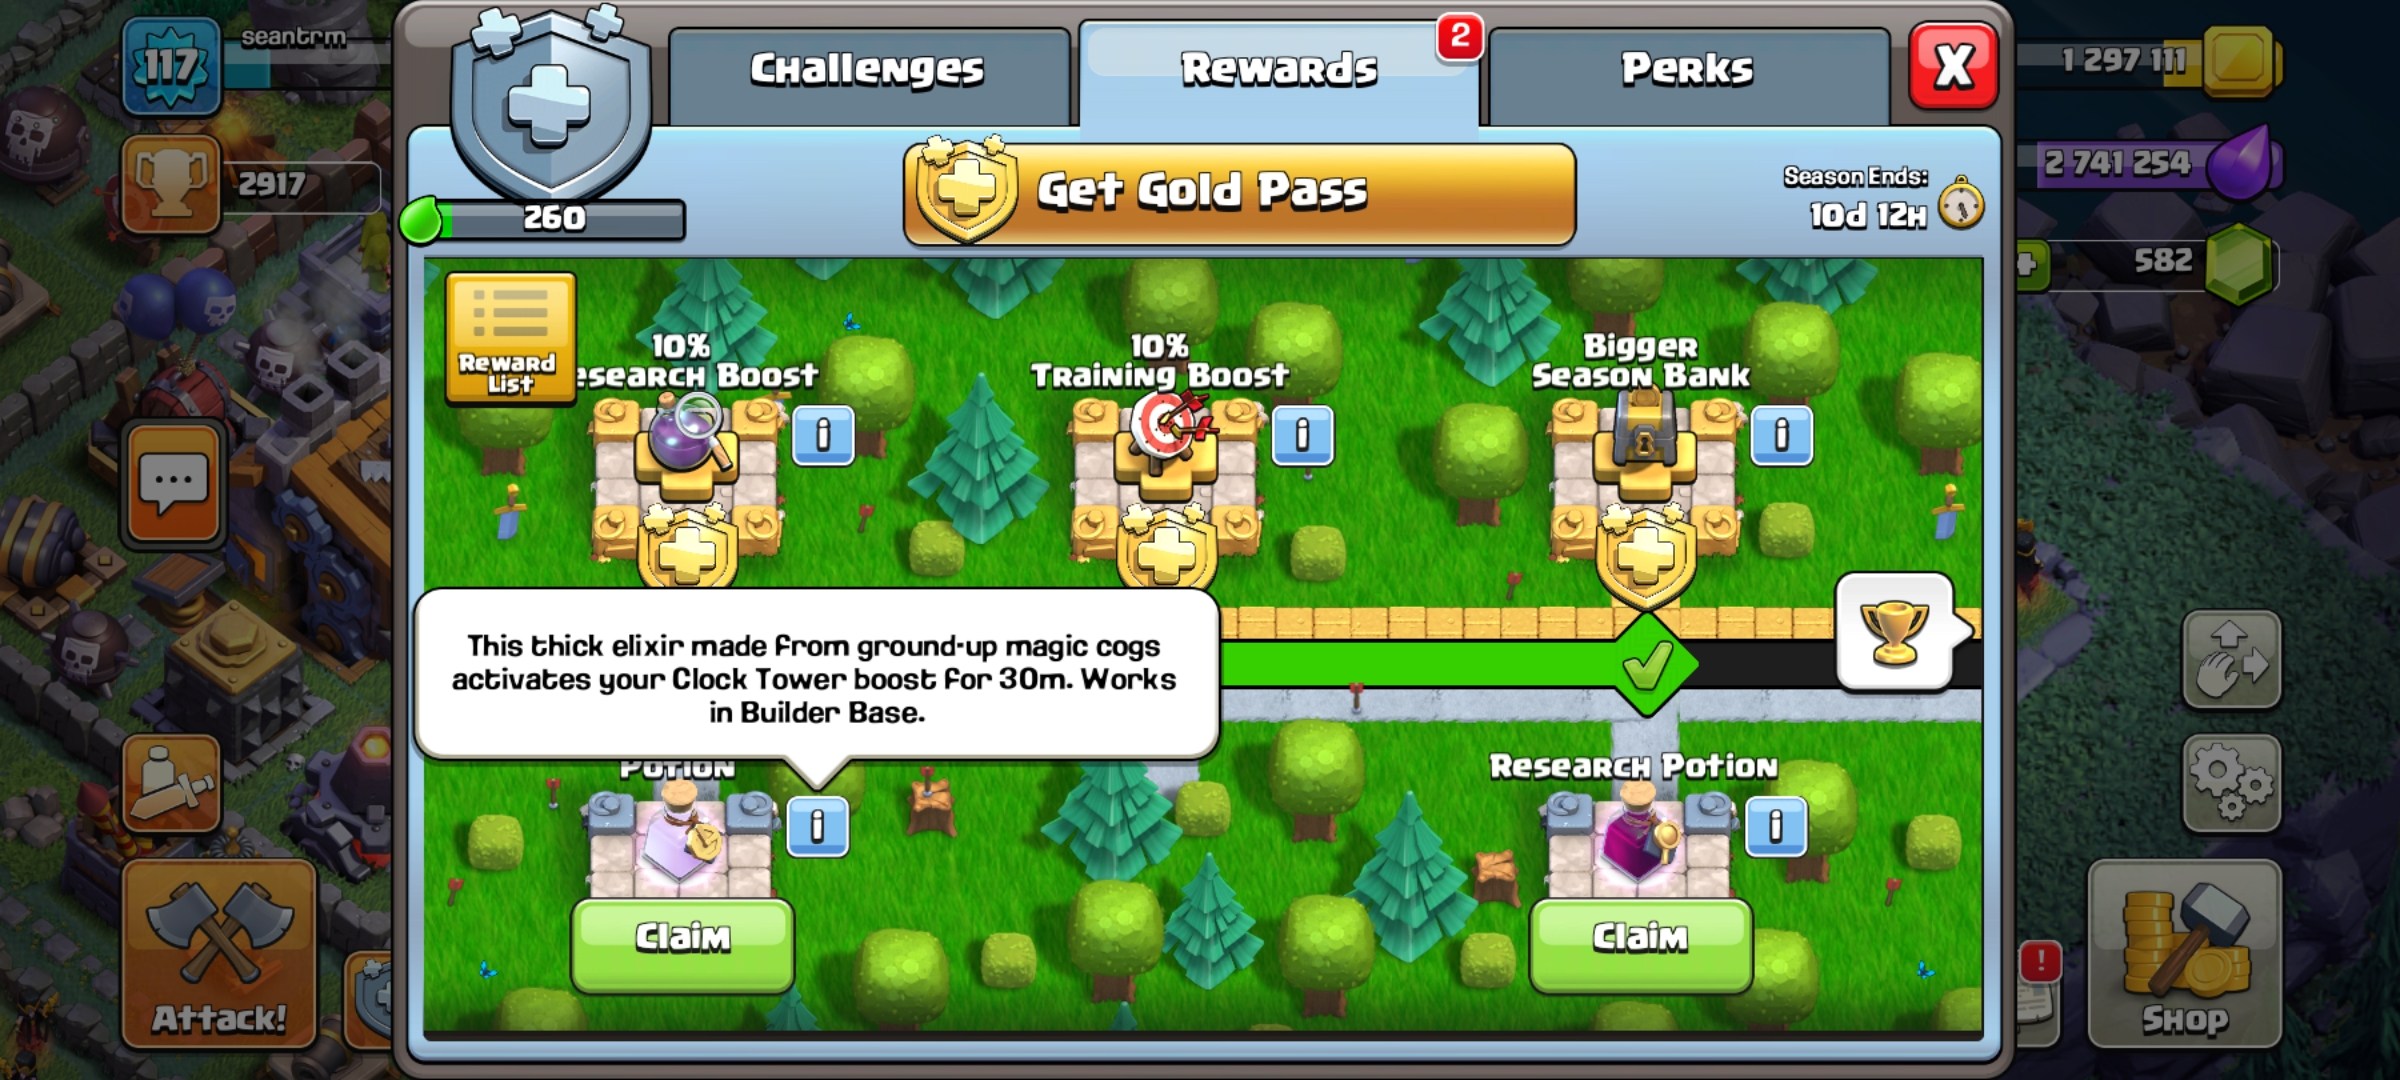 117
seantrm
2917
Challenges
Rewards
2
Perks
X
1 297 111
2 741 254
582
260
Get Gold Pass
Season Ends:
10d 12h
Reward
List
10%
esearch Boost
10%
Training Boost
Bigger
Season Bank
i
i
i
This thick elixir made from ground-up magic cogs
activates your Clock Tower boost for 30m. Works
in Builder Base.
Potion
i
Research Potion
i
Claim
Claim
Attack!
!
Shop